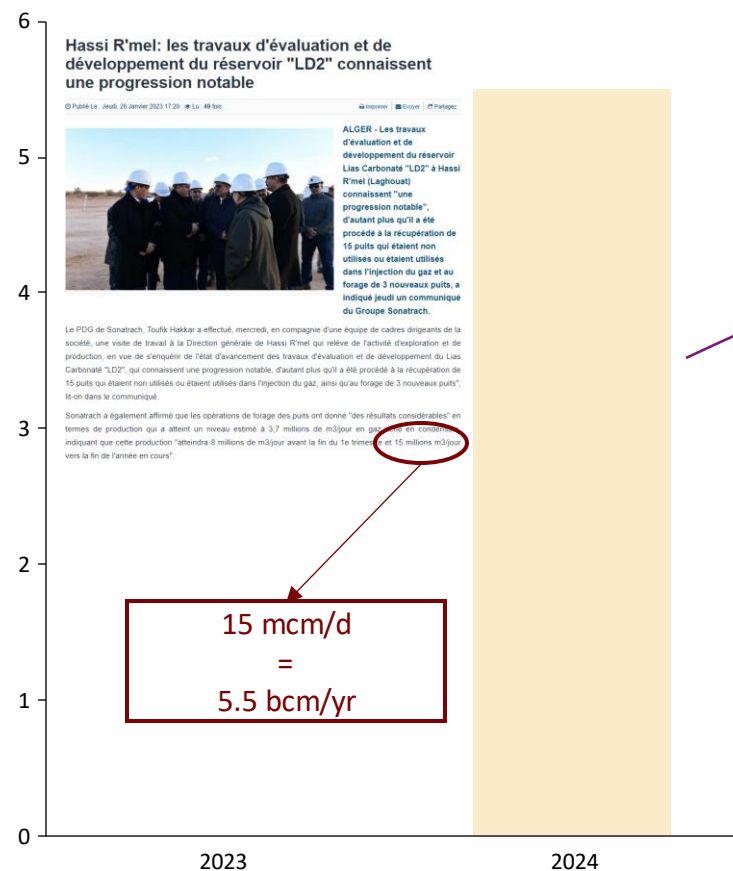 6
Hassi R'mel: les travaux d'évaluation et de
développement du réservoir "LD2" connaissent
une progression notable
Publié Le : Jeudi, 26 Janvier 2023 17:20 Lu : 49 fois
Imprimer Envoyer Partagez
ALGER - Les travaux
d'évaluation et de
développement du réservoir
Lias Carbonaté "LD2" à Hassi
R'mel (Laghouat)
connaissent "une
progression notable",
d'autant plus qu'il a été
procédé à la récupération de
15 puits qui étaient non
utilisés ou étaient utilisés
dans l'injection du gaz et au
forage de 3 nouveaux puits, a
indiqué jeudi un communiqué
du Groupe Sonatrach.
Le PDG de Sonatrach, Toufik Hakkar a effectué, mercredi, en compagnie d'une équipe de cadres dirigeants de la
société, une visite de travail à la Direction générale de Hassi R'mel qui relève de l'activité d'exploration et de
production, en vue de s'enquérir de l'état d'avancement des travaux d'évaluation et de développement du Lias
Carbonaté "LD2", qui connaissent une progression notable, d'autant plus qu'il a été procédé à la récupération de
15 puits qui étaient non utilisés ou étaient utilisés dans l'injection du gaz, ainsi qu'au forage de 3 nouveaux puits",
lit-on dans le communiqué.
Sonatrach a également affirmé que les opérations de forage des puits ont donné "des résultats considérables" en
termes de production qui a atteint un niveau estimé à 3,7 millions de m3/jour en gaz en
indiquant que cette production "atteindra 8 millions de m3/jour avant la fin du 1e trimestre et 15 millions m3/jour
vers la fin de l'année en cours".
5
4
3
2
15 mcm/d
=
5.5 bcm/yr
1
0
2023
2024